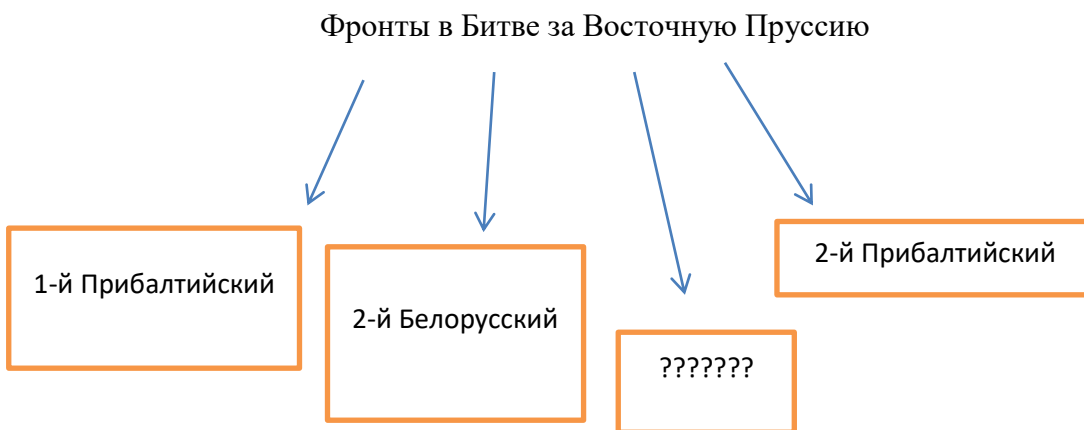 Фронты в Битве за Восточную Пруссию
1-й Прибалтийский
2-й Белорусский
???????
2-й Прибалтийский